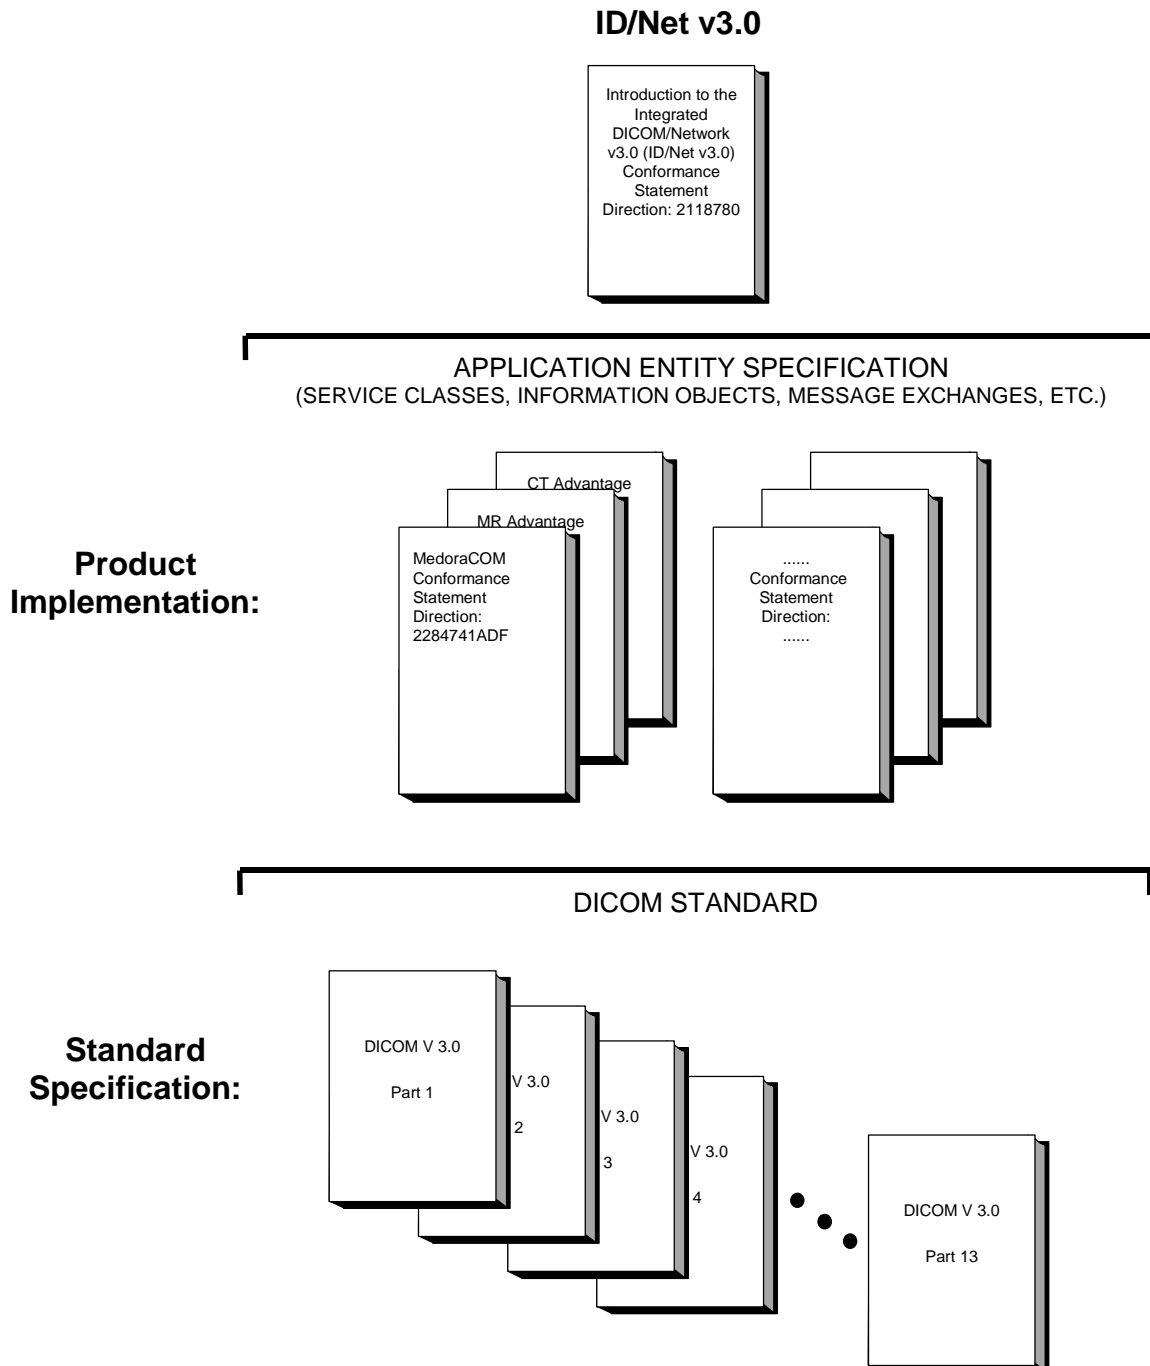 ID/Net v3.0
Introduction to the
Integrated
DICOM/Network
v3.0 (ID/Net v3.0)
Conformance
Statement
Direction: 2118780
APPLICATION ENTITY SPECIFICATION
(SERVICE CLASSES, INFORMATION OBJECTS, MESSAGE EXCHANGES, ETC.)
Product
Implementation:
CT Advantage
MR Advantage
MedoraCOM
Conformance
Statement
Direction:
2284741ADF
......
Conformance
Statement
Direction:
......
DICOM STANDARD
Standard
Specification:
DICOM V 3.0
Part 1
V 3.0
2
V 3.0
3
V 3.0
4
DICOM V 3.0
Part 13